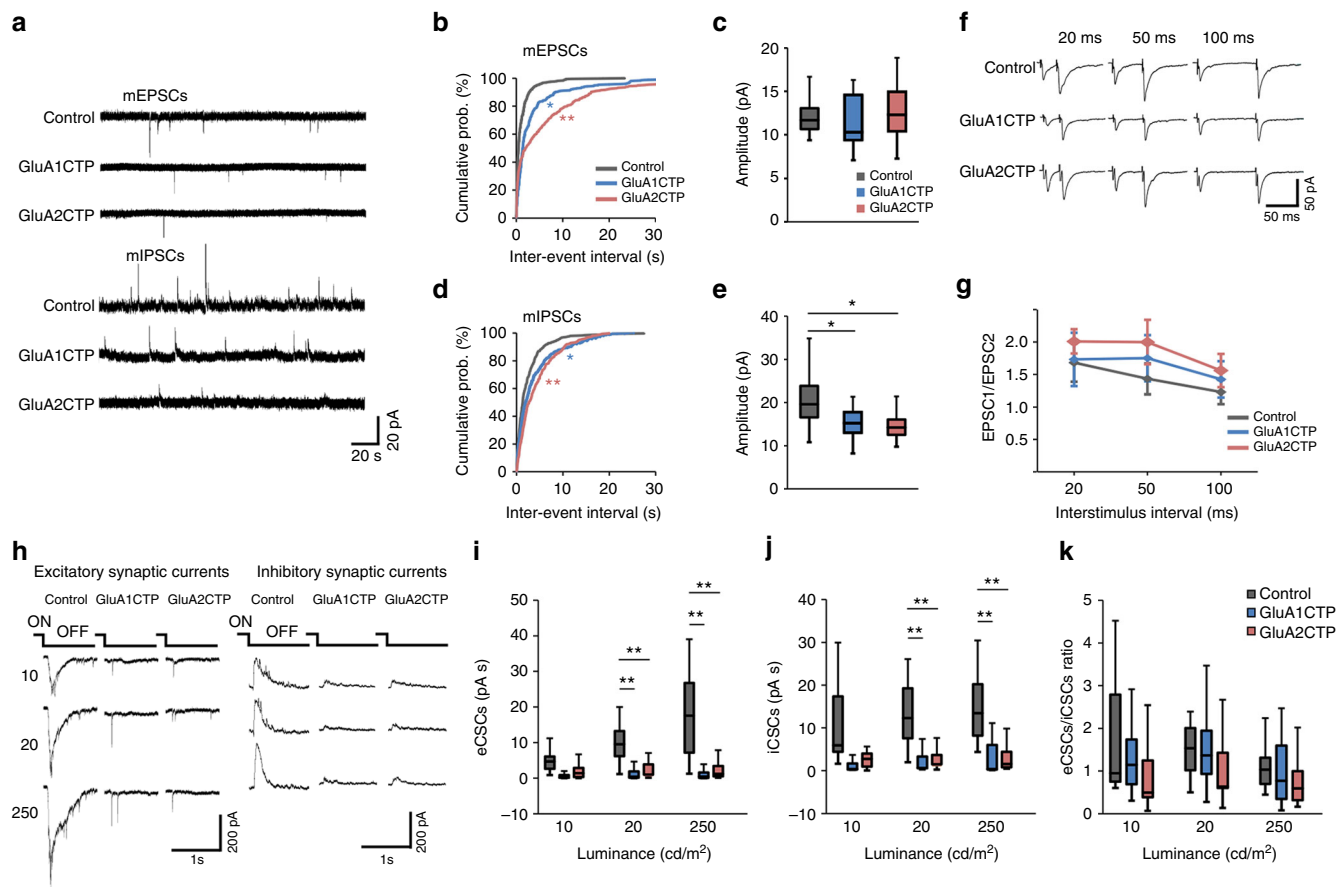 a
mEPSCs
Control
GluA1CTP
GluA2CTP
mIPSCs
Control
GluA1CTP
GluA2CTP
20 pA
20 s
b
mEPSCs
Cumulative prob. (%)
100
80
60
40
20
0
*
**
Control
GluA1CTP
GluA2CTP
0 10 20 30
Inter-event interval (s)
c
Amplitude (pA)
20
15
10
5
0
Control
GluA1CTP
GluA2CTP
d
mIPSCs
Cumulative prob. (%)
100
80
60
40
20
0
*
**
0 10 20 30
Inter-event interval (s)
e
Amplitude (pA)
40
30
20
10
0
*
*
f
20 ms 50 ms 100 ms
Control
GluA1CTP
GluA2CTP
50 pA
50 ms
g
EPSC1/EPSC2
2.0
1.5
1.0
0.5
Control
GluA1CTP
GluA2CTP
20 50 100
Interstimulus interval (ms)
h
Excitatory synaptic currents Inhibitory synaptic currents
Control GluA1CTP GluA2CTP Control GluA1CTP GluA2CTP
ON OFF ON OFF
10
20
250
200 pA
1s
200 pA
1s
i
eCSCs (pA s)
50
40
30
20
10
0
–10
**
**
**
**
10 20 250
Luminance (cd/m²)
j
iCSCs (pA s)
40
30
20
10
0
–10
**
**
**
**
10 20 250
Luminance (cd/m²)
k
eCSCs/iCSCs ratio
5
4
3
2
1
0
Control
GluA1CTP
GluA2CTP
10 20 250
Luminance (cd/m²)